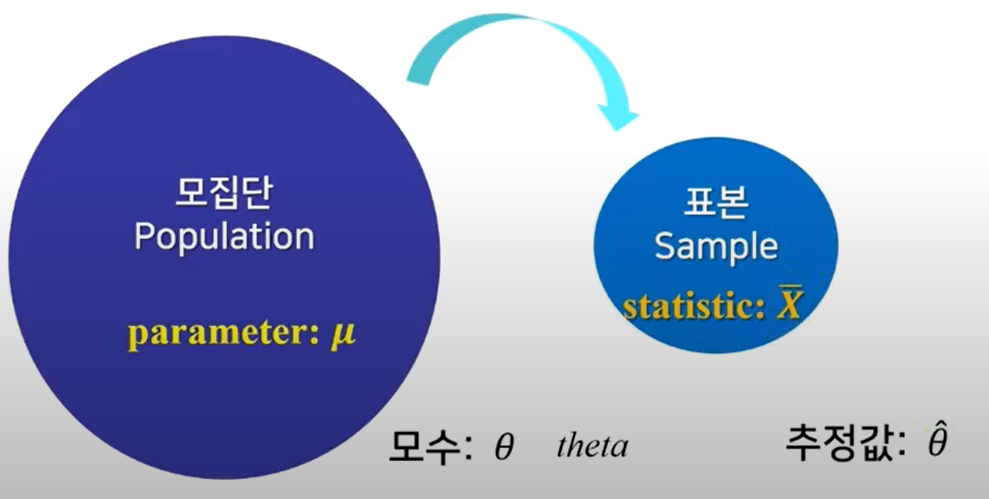 모집단
Population
parameter: μ
표본
Sample
statistic: X̄
모수: θ theta
추정값: θ̂